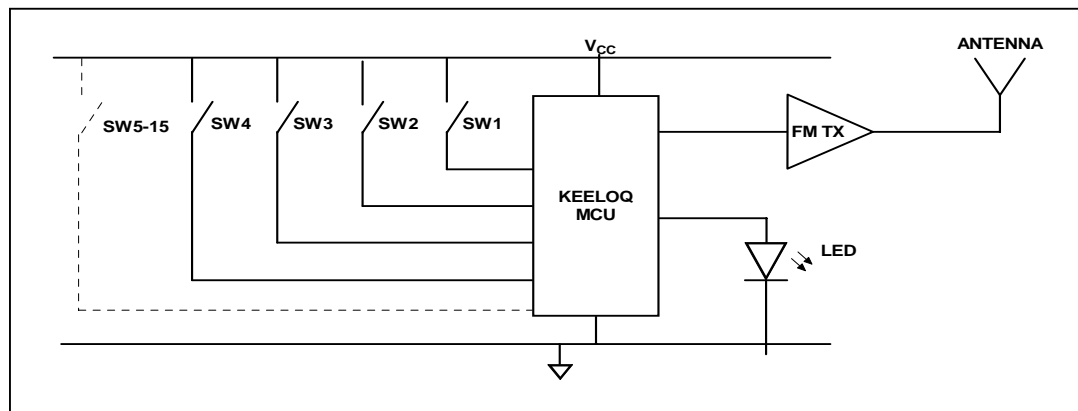 ANTENNA
VCC
SW5-15
SW4
SW3
SW2
SW1
FM TX
KEELOQ
MCU
LED